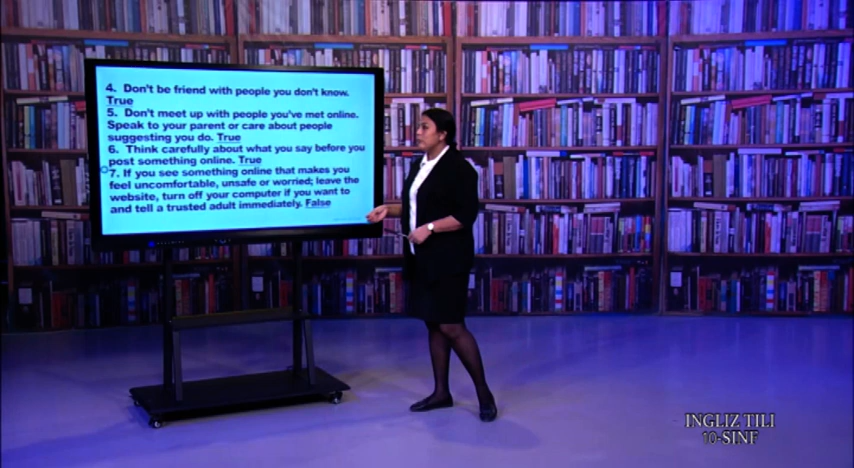 4. Don't be friend with people you don't know.
True
5. Don't meet up with people you've met online.
Speak to your parent or care about people
suggesting you do. True
6. Think carefully about what you say before you
post something online. True
7. If you see something online that makes you
feel uncomfortable, unsafe or worried; leave the
website, turn off your computer if you want to
and tell a trusted adult immediately. False
INGLIZ TILI
10-SINF